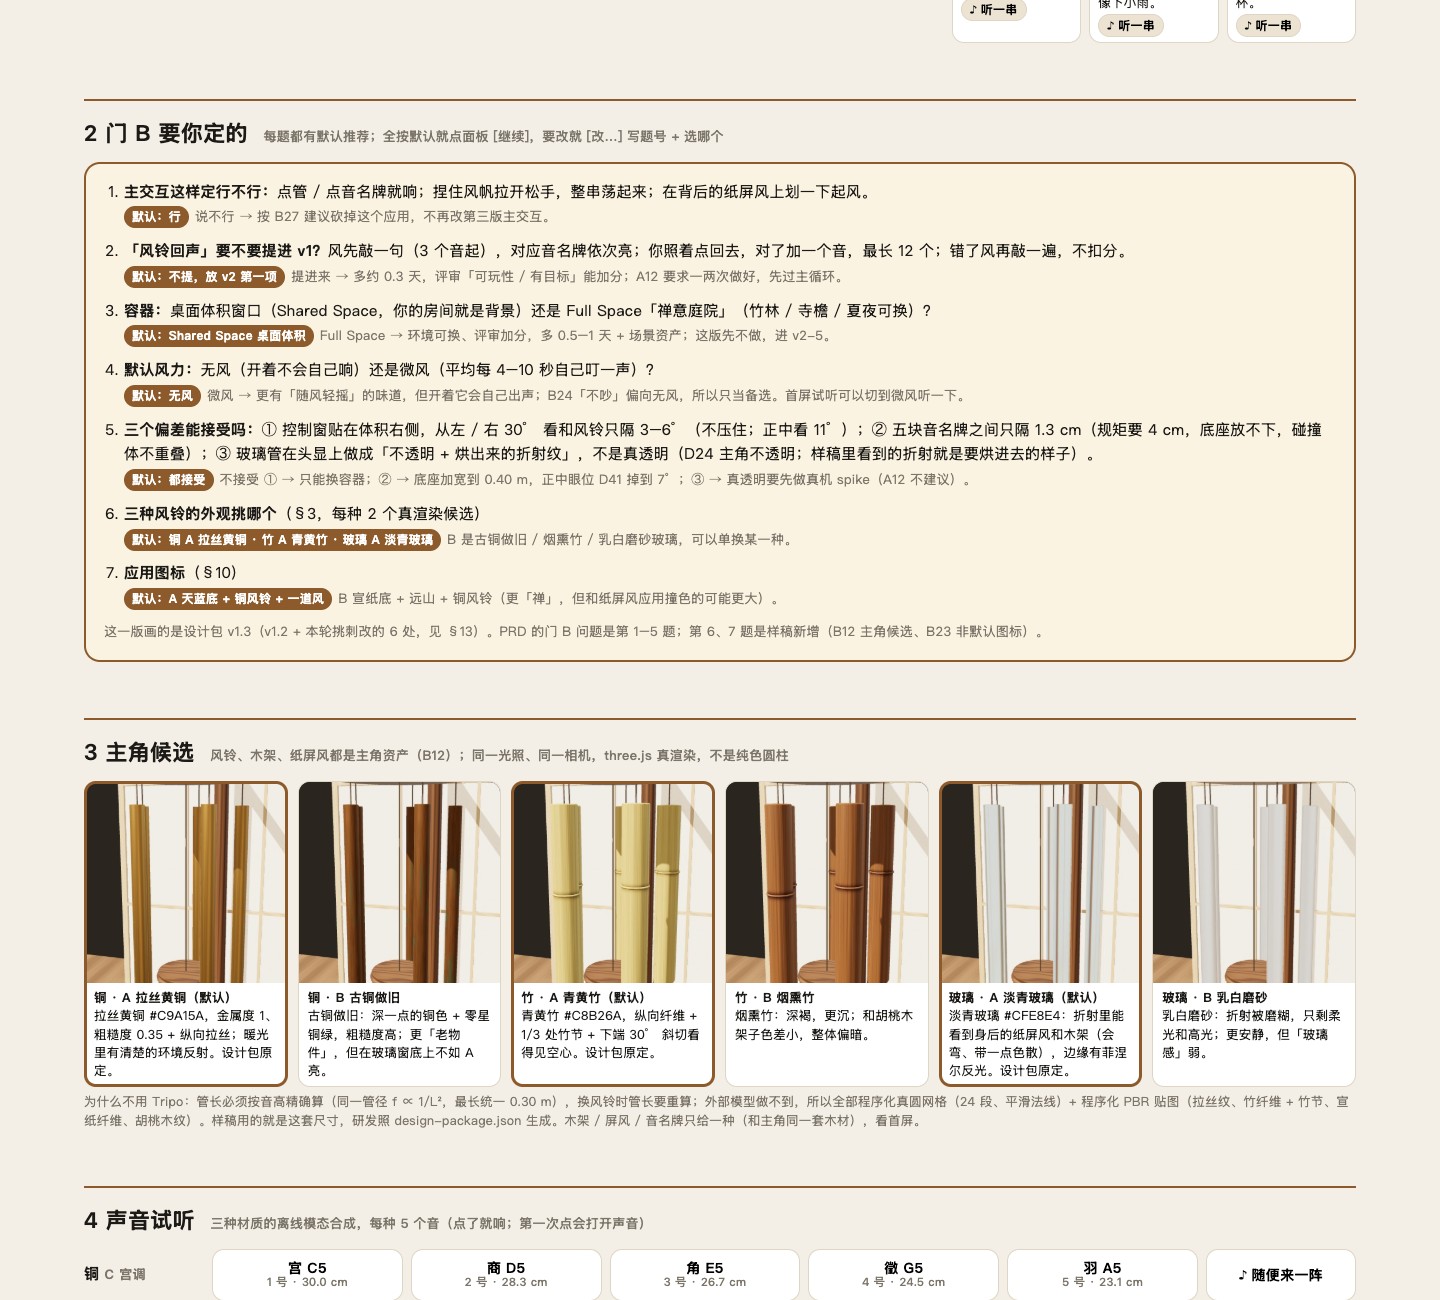 ♪ 听一串
像下小雨。
♪ 听一串
杯。
♪ 听一串
2 门 B 要你定的 每题都有默认推荐；全按默认就点面板 [继续]，要改就 [改…] 写题号 + 选哪个
1. 主交互这样定行不行：点管 / 点音名牌就响；捏住风帆拉开松手，整串荡起来；在背后的纸屏风上划一下起风。
默认：行 说不行 → 按 B27 建议砍掉这个应用，不再改第三版主交互。
2. 「风铃回声」要不要提进 v1? 风先敲一句（3 个音起），对应音名牌依次亮；你照着点回去，对了加一个音，最长 12 个；错了风再敲一遍，不扣分。
默认：不提，放 v2 第一项 提进来 → 多约 0.3 天，评审「可玩性 / 有目标」能加分；A12 要求一两次做好，先过主循环。
3. 容器：桌面体积窗口（Shared Space，你的房间就是背景）还是 Full Space「禅意庭院」（竹林 / 寺檐 / 夏夜可换）？
默认：Shared Space 桌面体积 Full Space → 环境可换、评审加分，多 0.5—1 天 + 场景资产；这版先不做，进 v2-5。
4. 默认风力：无风（开着不会自己响）还是微风（平均每 4—10 秒自己叮一声）？
默认：无风 微风 → 更有「随风轻摇」的味道，但开着它会自己出声；B24「不吵」偏向无风，所以只当备选。首屏试听可以切到微风听一下。
5. 三个偏差能接受吗：① 控制窗贴在体积右侧，从左 / 右 30° 看和风铃只隔 3—6°（不压住；正中看 11°）；② 五块音名牌之间只隔 1.3 cm（规矩要 4 cm，底座放不下，碰撞
体不重叠）；③ 玻璃管在头显上做成「不透明 + 烘出来的折射纹」，不是真透明（D24 主角不透明；样稿里看到的折射就是要烘进去的样子）。
默认：都接受 不接受 ① → 只能换容器；② → 底座加宽到 0.40 m，正中眼位 D41 掉到 7°；③ → 真透明要先做真机 spike（A12 不建议）。
6. 三种风铃的外观挑哪个（§3，每种 2 个真渲染候选）
默认：铜 A 拉丝黄铜 · 竹 A 青黄竹 · 玻璃 A 淡青玻璃 B 是古铜做旧 / 烟熏竹 / 乳白磨砂玻璃，可以单换某一种。
7. 应用图标（§10）
默认：A 天蓝底 + 铜风铃 + 一道风 B 宣纸底 + 远山 + 铜风铃（更「禅」，但和纸屏风应用撞色的可能更大）。
这一版画的是设计包 v1.3（v1.2 + 本轮挑刺改的 6 处，见 §13）。PRD 的门 B 问题是第 1—5 题；第 6、7 题是样稿新增（B12 主角候选、B23 非默认图标）。
3 主角候选 风铃、木架、纸屏风都是主角资产（B12）；同一光照、同一相机，three.js 真渲染，不是纯色圆柱
铜 · A 拉丝黄铜（默认）
拉丝黄铜 #C9A15A，金属度 1、
粗糙度 0.35 + 纵向拉丝；暖光
里有清楚的环境反射。设计包原
定。
铜 · B 古铜做旧
古铜做旧：深一点的铜色 + 零星
铜绿，粗糙度高；更「老物
件」，但在玻璃窗底上不如 A
亮。
竹 · A 青黄竹（默认）
青黄竹 #C8B26A，纵向纤维 +
1/3 处竹节 + 下端 30° 斜切看
得见空心。设计包原定。
竹 · B 烟熏竹
烟熏竹：深褐，更沉；和胡桃木
架子色差小，整体偏暗。
玻璃 · A 淡青玻璃（默认）
淡青玻璃 #CFE8E4：折射里能
看到身后的纸屏风和木架（会
弯、带一点色散），边缘有菲涅
尔反光。设计包原定。
玻璃 · B 乳白磨砂
乳白磨砂：折射被磨糊，只剩柔
光和高光；更安静，但「玻璃
感」弱。
为什么不用 Tripo：管长必须按音高精确算（同一管径 f ∝ 1/L²，最长统一 0.30 m），换风铃时管长要重算；外部模型做不到，所以全部程序化真圆网格（24 段、平滑法线）+ 程序化 PBR 贴图（拉丝纹、竹纤维 + 竹节、宣
纸纤维、胡桃木纹）。样稿用的就是这套尺寸，研发照 design-package.json 生成。木架 / 屏风 / 音名牌只给一种（和主角同一套木材），看首屏。
4 声音试听 三种材质的离线模态合成，每种 5 个音（点了就响；第一次点会打开声音）
铜 C 宫调
宫 C5
1 号 · 30.0 cm
商 D5
2 号 · 28.3 cm
角 E5
3 号 · 26.7 cm
徵 G5
4 号 · 24.5 cm
羽 A5
5 号 · 23.1 cm
♪ 随便来一阵